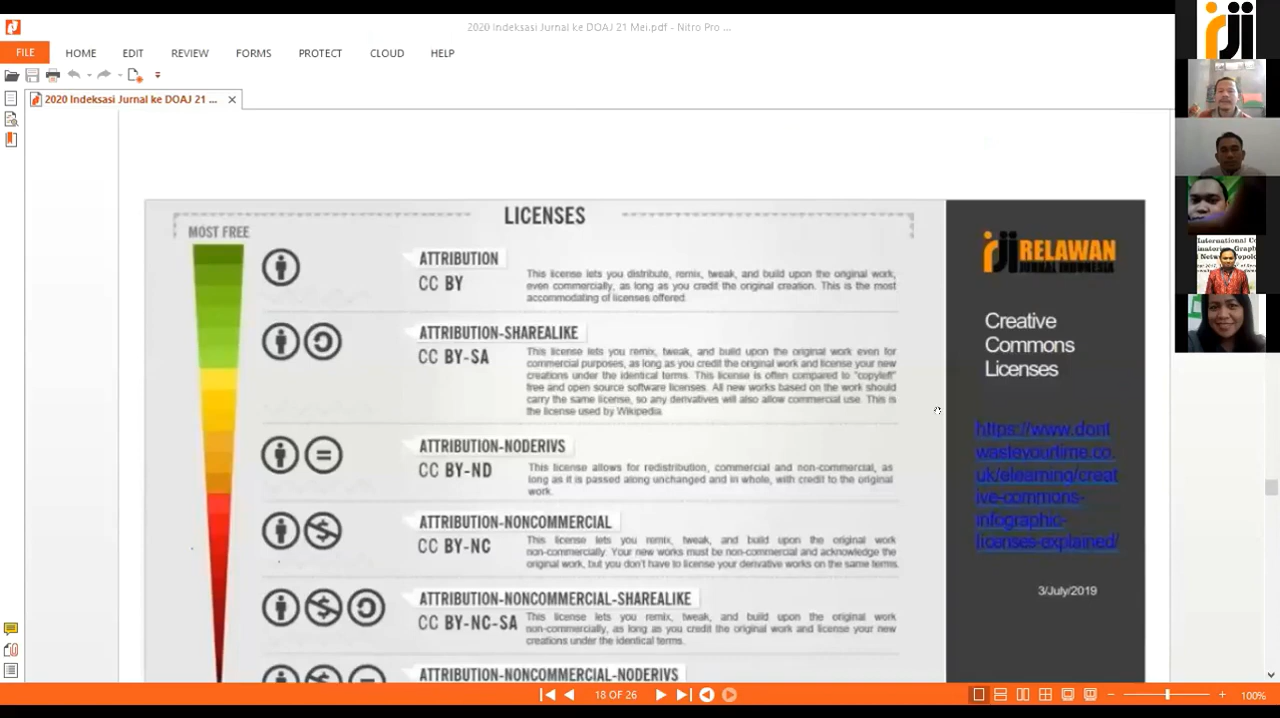 2020 Indeksasi Jurnal ke DOAJ 21 Mei.pdf - Nitro Pro ...
FILE
HOME
EDIT
REVIEW
FORMS
PROTECT
CLOUD
HELP
2020 Indeksasi Jurnal ke DOAJ 21 ...
LICENSES
MOST FREE
ATTRIBUTION
CC BY
This license lets you distribute, remix, tweak, and build upon the original work,
even commercially, as long as you credit the original creation. This is the most
accommodating of licenses offered.
ATTRIBUTION-SHAREALIKE
CC BY-SA
This license lets you remix, tweak, and build upon the original work even for
commercial purposes, as long as you credit the original work and license your new
creations under the identical terms. This license is often compared to "copyleft"
free and open source software licenses. All new works based on the work should
carry the same license, so any derivatives will also allow commercial use. This is
the license used by Wikipedia.
ATTRIBUTION-NODERIVS
CC BY-ND
This license allows for redistribution, commercial and non-commercial, as
long as it is passed along unchanged and in whole, with credit to the original
work.
ATTRIBUTION-NONCOMMERCIAL
CC BY-NC
This license lets you remix, tweak, and build upon the original work
non-commercially. Your new works must be non-commercial and acknowledge the
original work, but you don't have to license your derivative works on the same terms.
ATTRIBUTION-NONCOMMERCIAL-SHAREALIKE
CC BY-NC-SA
This license lets you remix, tweak, and build upon the original work
non-commercially, as long as you credit the original work and license your new
creations under the identical terms.
ATTRIBUTION-NONCOMMERCIAL-NODERIVS
rji RELAWAN
JURNAL INDONESIA
Creative
Commons
Licenses
https://www.dont
wasteyourtime.co.
uk/elearning/creat
ive-commons-
infographic-
licenses-explained/
3/July/2019
18 OF 26
100%
rji
International Co